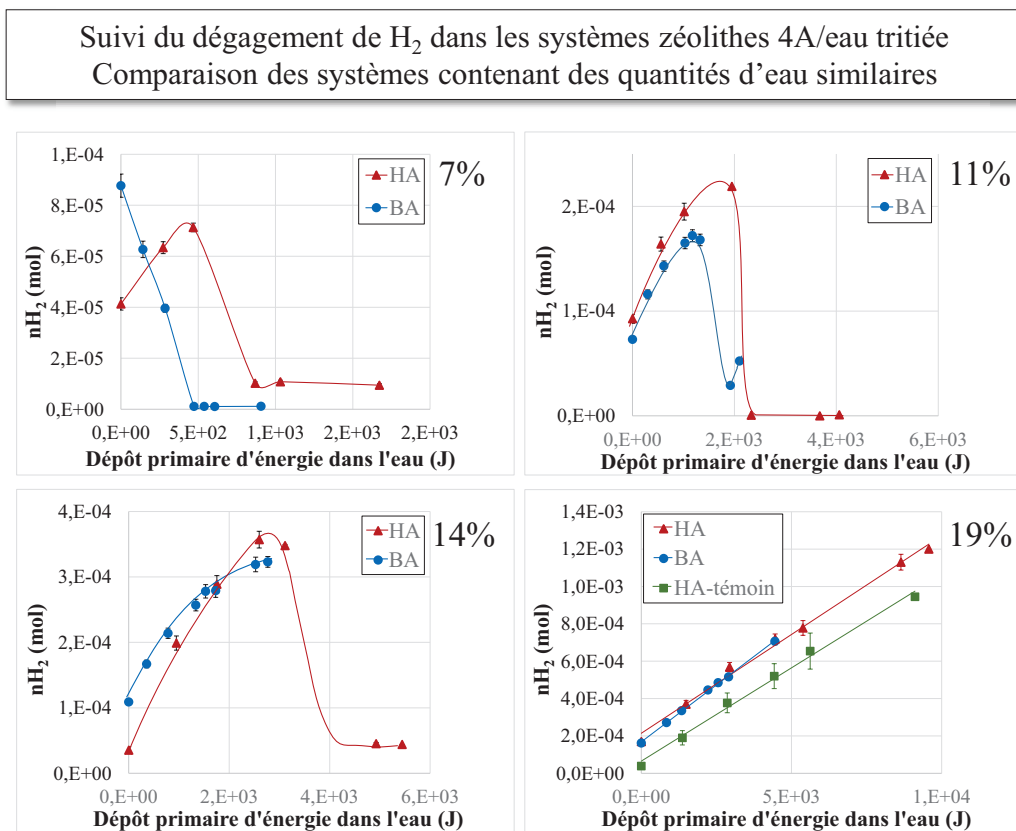 Suivi du dégagement de H₂ dans les systèmes zéolithes 4A/eau tritiée
Comparaison des systèmes contenant des quantités d'eau similaires
1,E-04
8,E-05
6,E-05
4,E-05
2,E-05
0,E+00
nH₂ (mol)
HA
BA
7%
0,E+00 5,E+02 1,E+03 2,E+03 2,E+03
Dépôt primaire d'énergie dans l'eau (J)
2,E-04
1,E-04
0,E+00
nH₂ (mol)
HA
BA
11%
0,E+00 2,E+03 4,E+03 6,E+03
Dépôt primaire d'énergie dans l'eau (J)
4,E-04
3,E-04
2,E-04
1,E-04
0,E+00
nH₂ (mol)
HA
BA
14%
0,E+00 2,E+03 4,E+03 6,E+03
Dépôt primaire d'énergie dans l'eau (J)
1,4E-03
1,2E-03
1,0E-03
8,0E-04
6,0E-04
4,0E-04
2,0E-04
0,0E+00
nH₂ (mol)
HA
BA
HA-témoin
19%
0,E+00 5,E+03 1,E+04
Dépôt primaire d'énergie dans l'eau (J)